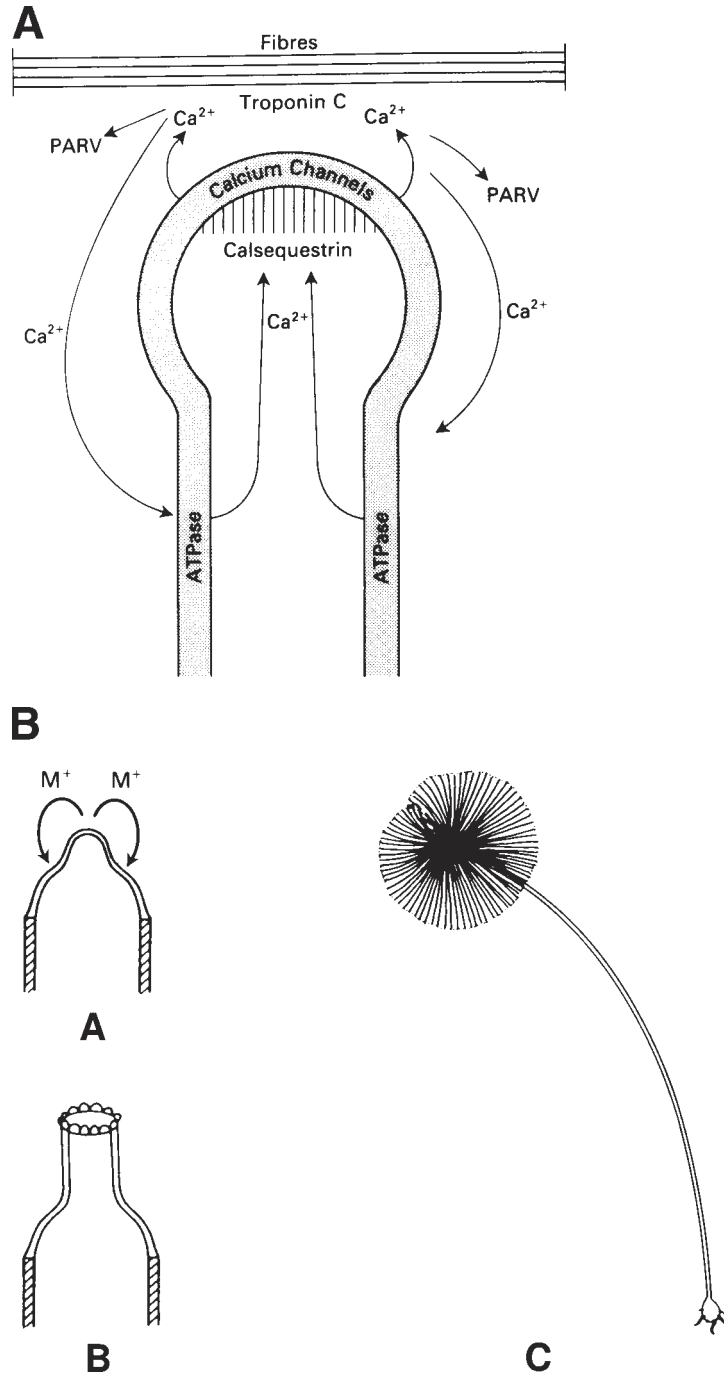 A
Fibres
Troponin C
Ca²⁺
Ca²⁺
PARV
PARV
Calcium Channels
Calsequestrin
Ca²⁺
Ca²⁺
Ca²⁺
ATPase
ATPase
B
M⁺ M⁺
A
B
C